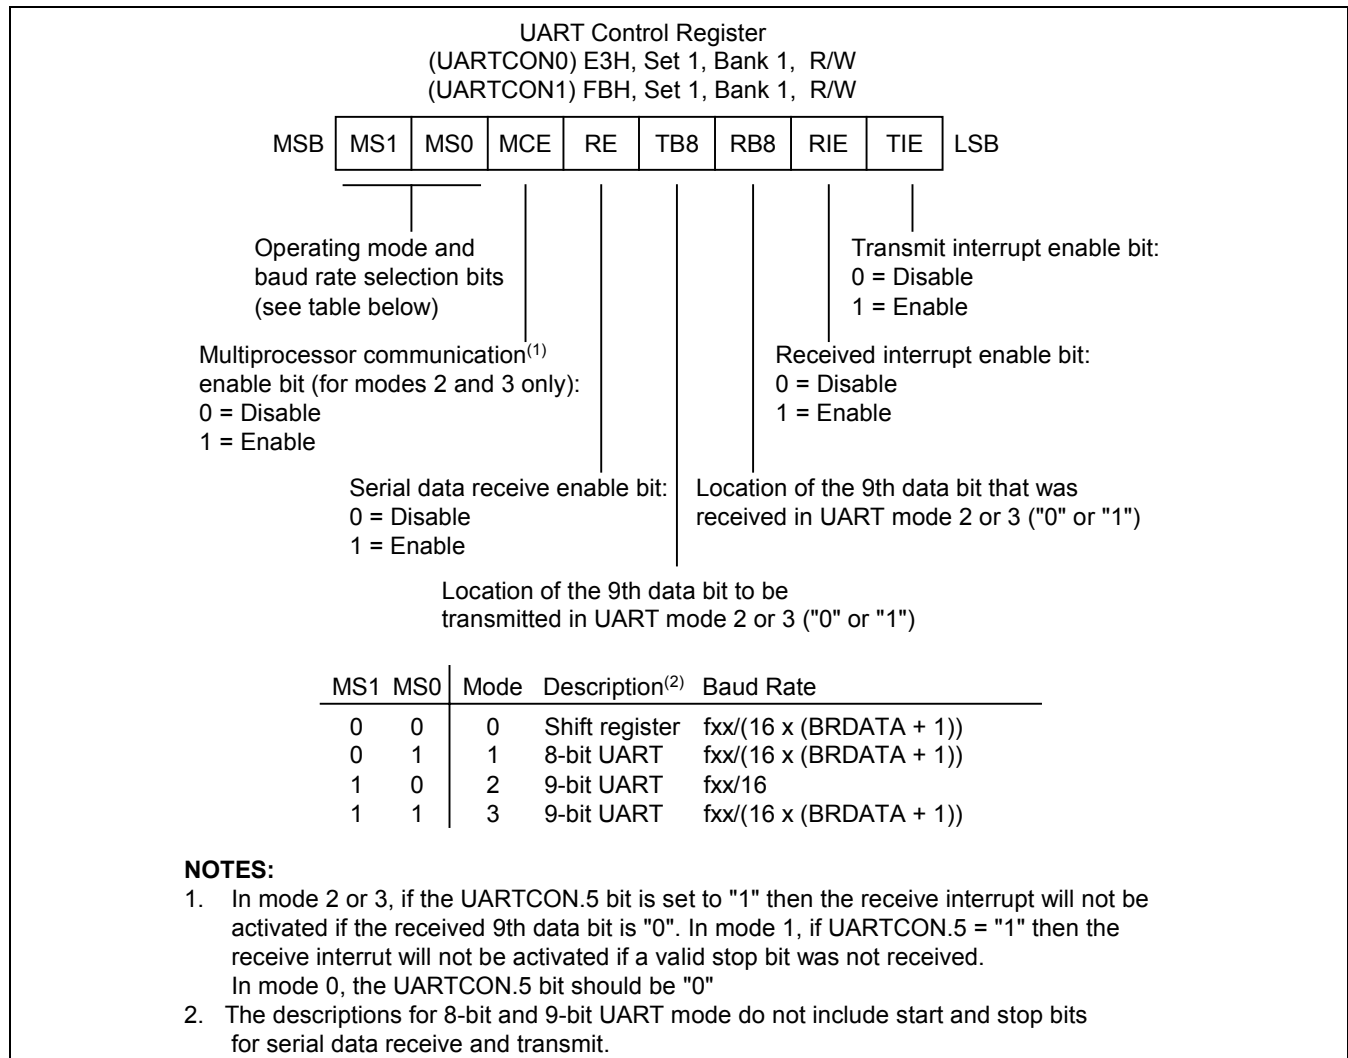 UART Control Register
(UARTCON0) E3H, Set 1, Bank 1, R/W
(UARTCON1) FBH, Set 1, Bank 1, R/W
MSB MS1 MS0 MCE RE TB8 RB8 RIE TIE LSB
Operating mode and
baud rate selection bits
(see table below)
Transmit interrupt enable bit:
0 = Disable
1 = Enable
Multiprocessor communication(1)
enable bit (for modes 2 and 3 only):
0 = Disable
1 = Enable
Received interrupt enable bit:
0 = Disable
1 = Enable
Serial data receive enable bit:
0 = Disable
1 = Enable
Location of the 9th data bit that was
received in UART mode 2 or 3 ("0" or "1")
Location of the 9th data bit to be
transmitted in UART mode 2 or 3 ("0" or "1")
MS1 MS0 Mode Description(2) Baud Rate
0 0 0 Shift register fxx/(16 x (BRDATA + 1))
0 1 1 8-bit UART fxx/(16 x (BRDATA + 1))
1 0 2 9-bit UART fxx/16
1 1 3 9-bit UART fxx/(16 x (BRDATA + 1))
NOTES:
1. In mode 2 or 3, if the UARTCON.5 bit is set to "1" then the receive interrupt will not be
activated if the received 9th data bit is "0". In mode 1, if UARTCON.5 = "1" then the
receive interrut will not be activated if a valid stop bit was not received.
In mode 0, the UARTCON.5 bit should be "0"
2. The descriptions for 8-bit and 9-bit UART mode do not include start and stop bits
for serial data receive and transmit.